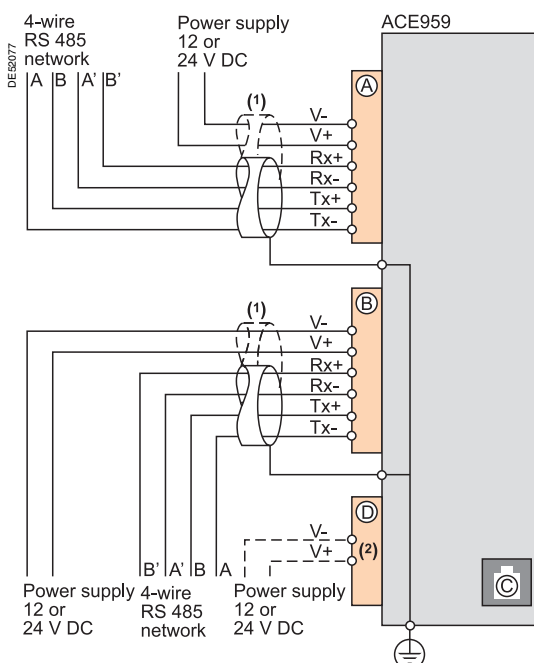 4-wire
RS 485
network
Power supply
12 or
24 V DC
ACE959
DE52077
A B A' B'
(1)
A
V-
V+
Rx+
Rx-
Tx+
Tx-
(1)
B
V-
V+
Rx+
Rx-
Tx+
Tx-
D
V-
V+
(2)
C
B' A' B A
Power supply
12 or
24 V DC
4-wire
RS 485
network
Power supply
12 or
24 V DC